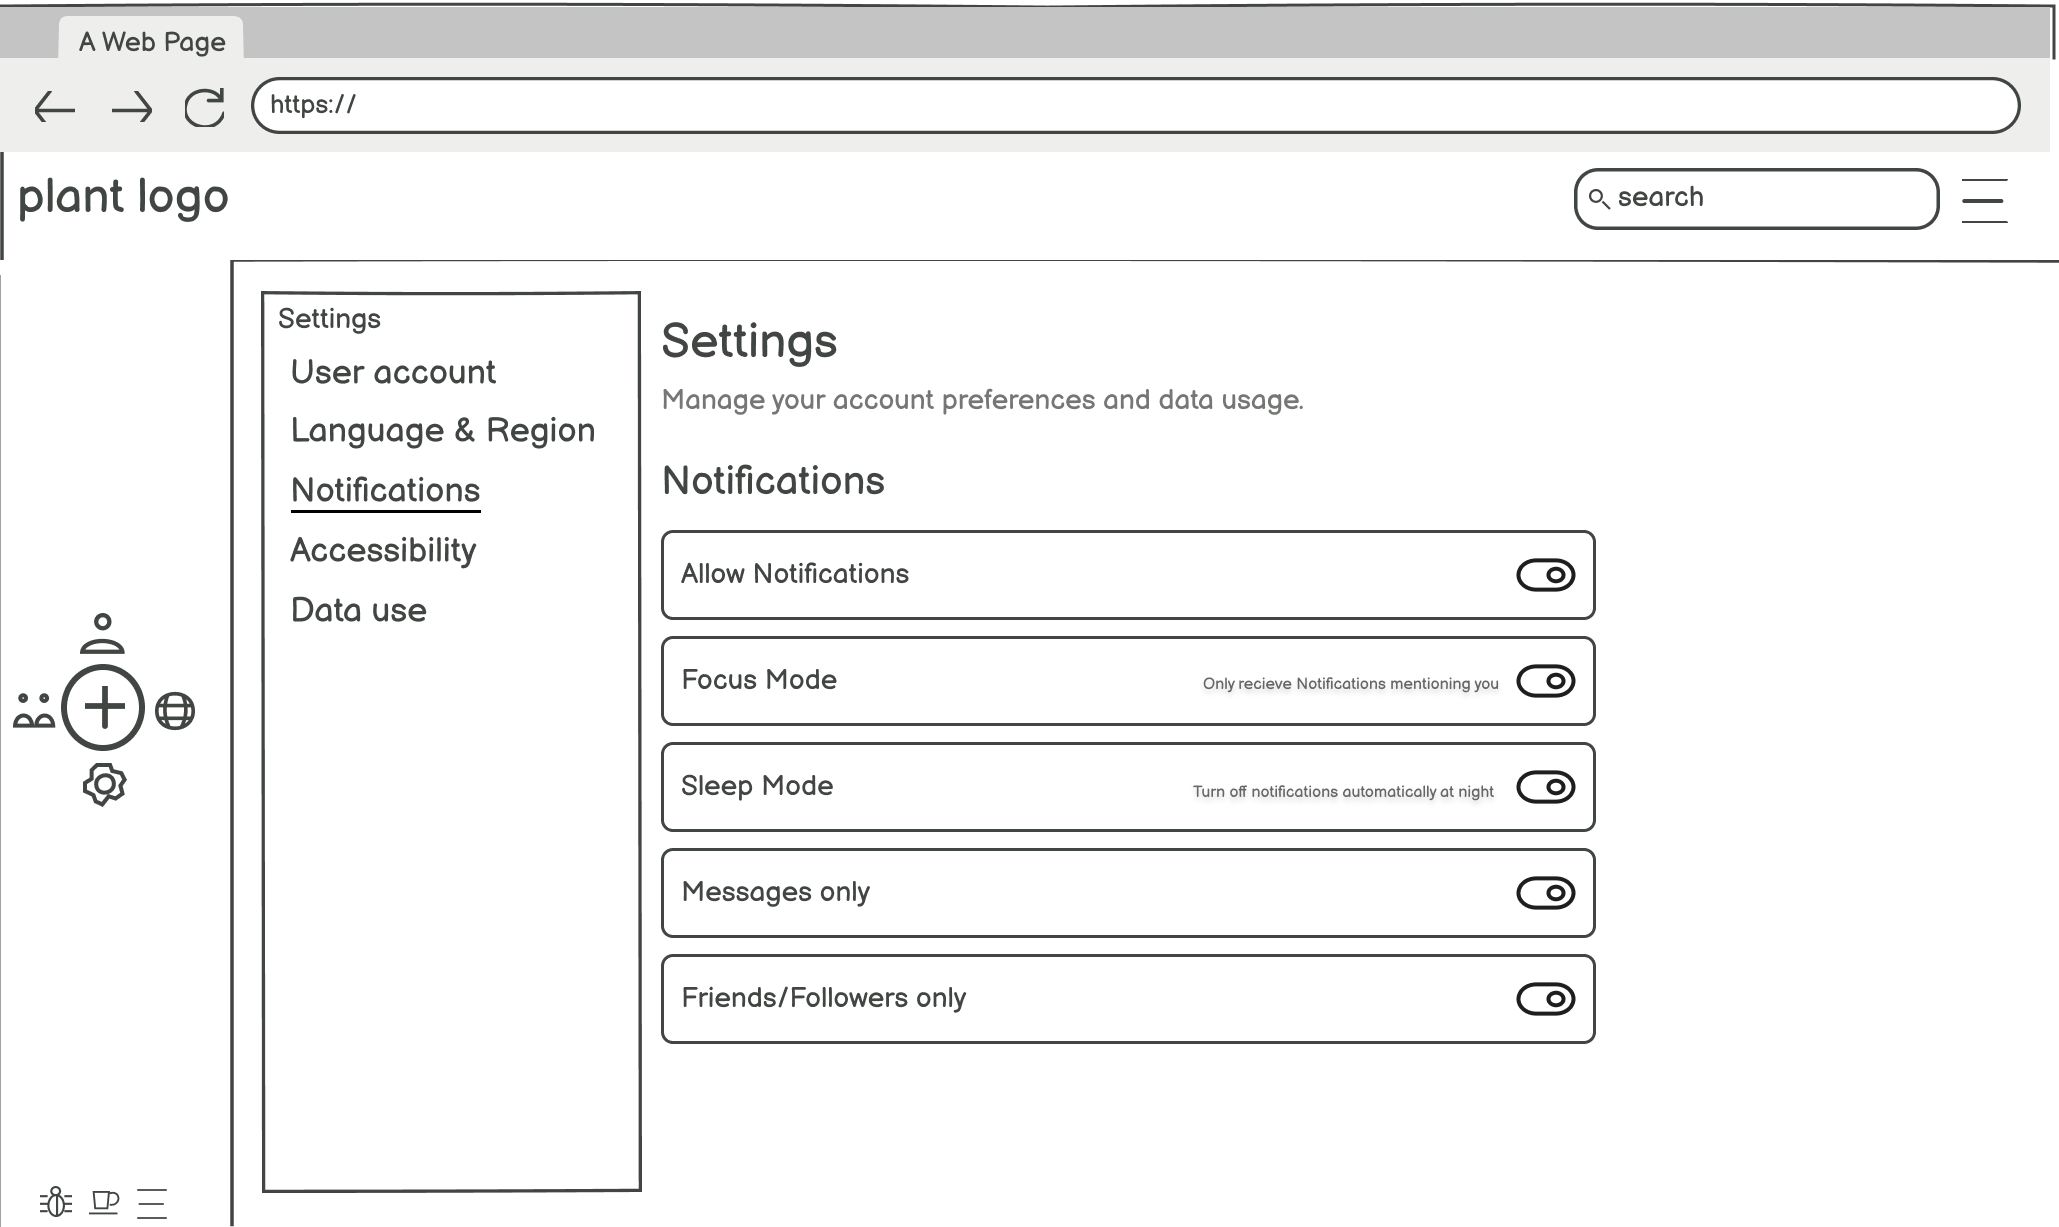 A Web Page
https://
plant logo
search
Settings
User account
Language & Region
Notifications
Accessibility
Data use
Settings
Manage your account preferences and data usage.
Notifications
Allow Notifications
Focus Mode
Only recieve Notifications mentioning you
Sleep Mode
Turn off notifications automatically at night
Messages only
Friends/Followers only